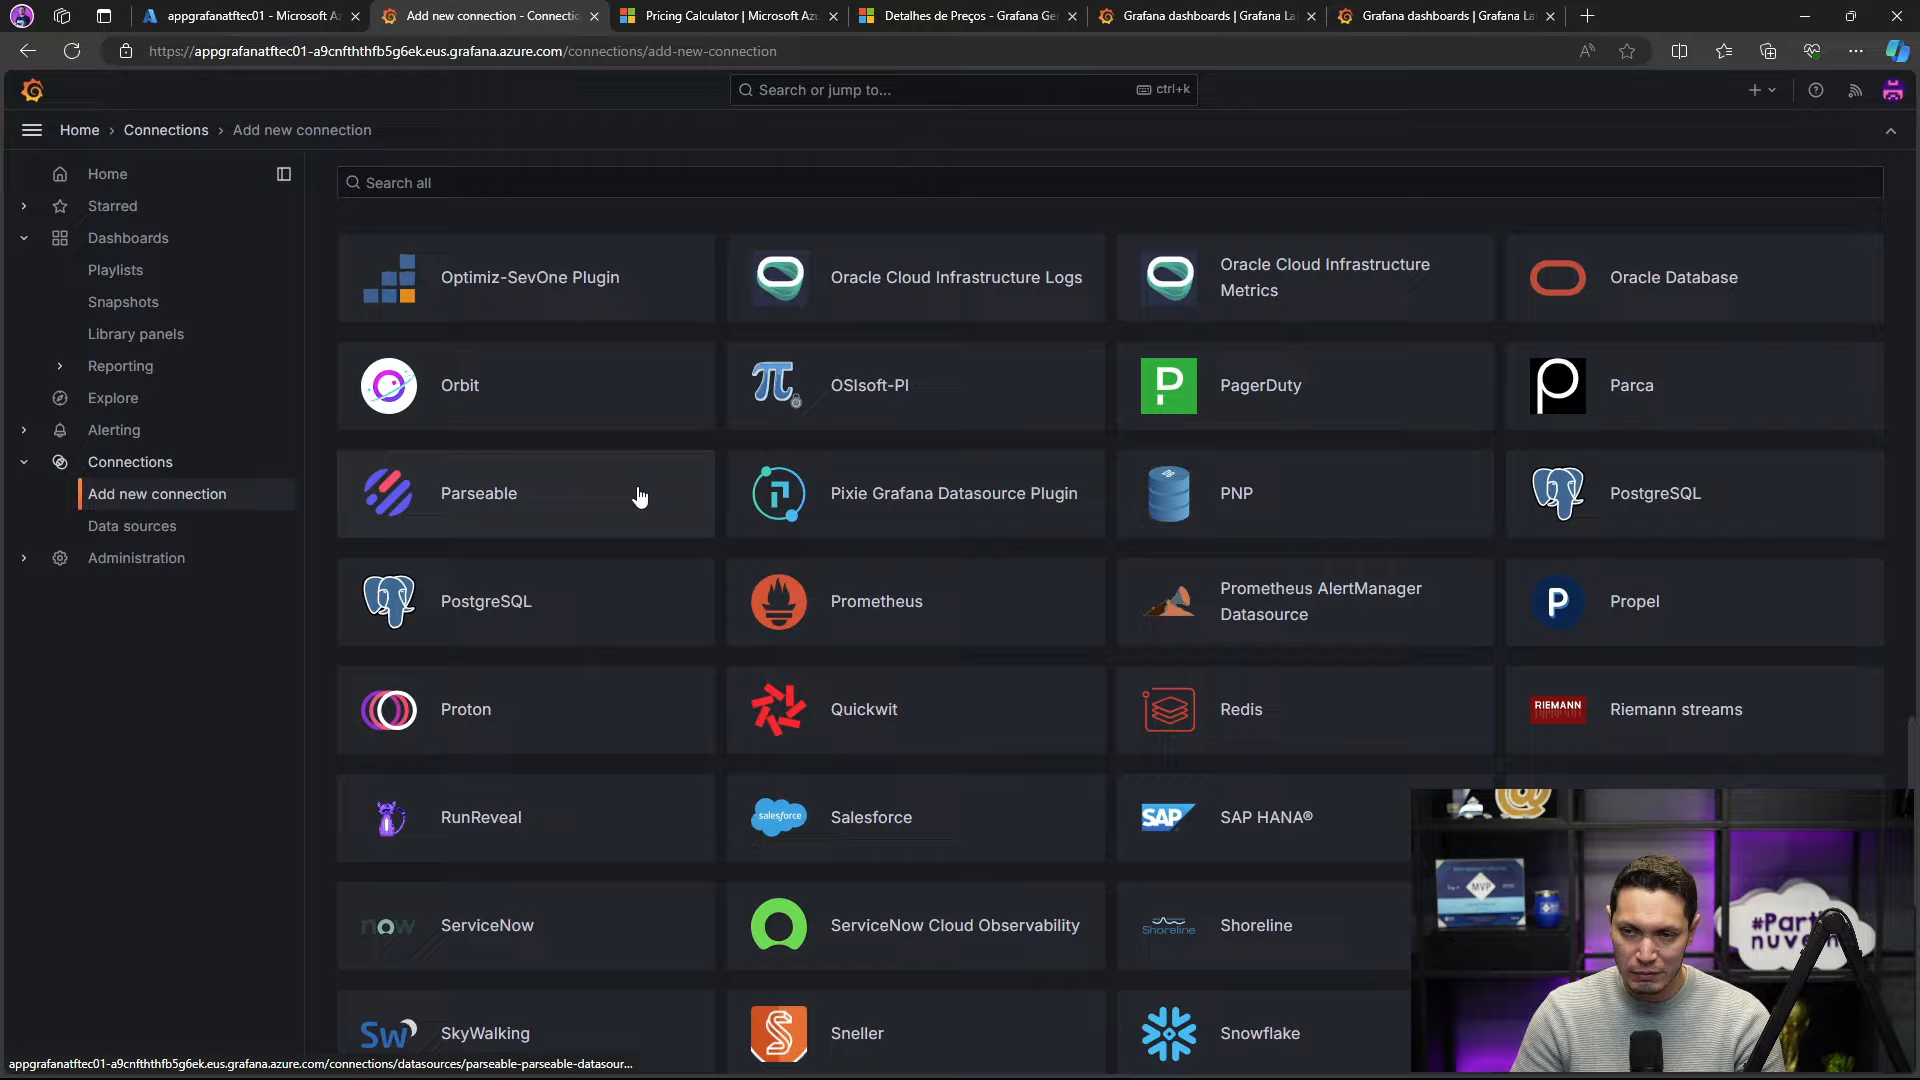 appgrafanatftec01 - Microsoft Az
Add new connection - Connectio
Pricing Calculator | Microsoft Azu
Detalhes de Preços - Grafana Ge
Grafana dashboards | Grafana La
Grafana dashboards | Grafana La
https://appgrafanatftec01-a9cnfththfb5g6ek.eus.grafana.azure.com/connections/add-new-connection
Search or jump to...
ctrl+k
Home › Connections › Add new connection
Home
Starred
Dashboards
Playlists
Snapshots
Library panels
Reporting
Explore
Alerting
Connections
Add new connection
Data sources
Administration
Search all
Optimiz-SevOne Plugin
Oracle Cloud Infrastructure Logs
Oracle Cloud Infrastructure
Metrics
Oracle Database
Orbit
OSIsoft-PI
PagerDuty
Parca
Parseable
Pixie Grafana Datasource Plugin
PNP
PostgreSQL
PostgreSQL
Prometheus
Prometheus AlertManager
Datasource
Propel
Proton
Quickwit
Redis
RIEMANN
Riemann streams
RunReveal
salesforce
Salesforce
SAP
SAP HANA®
now
ServiceNow
ServiceNow Cloud Observability
Shoreline
Shoreline
Sw
SkyWalking
Sneller
Snowflake
MVP
#Parti
nuvem
appgrafanatftec01-a9cnfththfb5g6ek.eus.grafana.azure.com/connections/datasources/parseable-parseable-datasour...